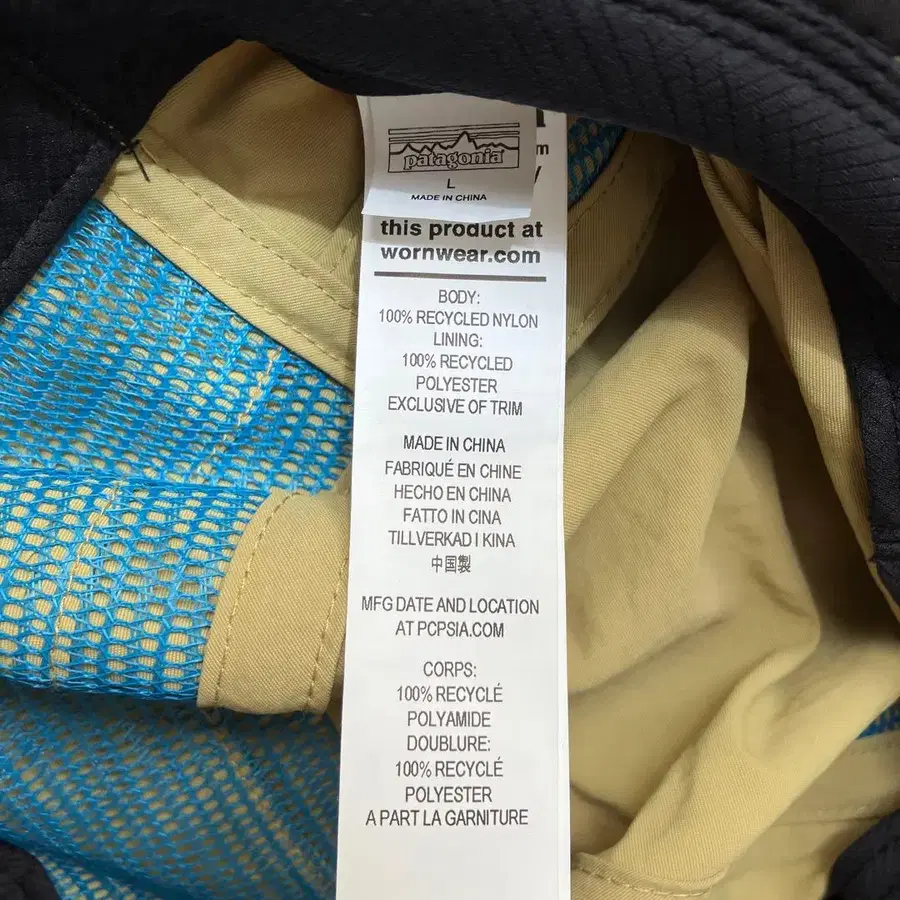 patagonia
L
MADE IN CHINA
this product at
wornwear.com
BODY:
100% RECYCLED NYLON
LINING:
100% RECYCLED
POLYESTER
EXCLUSIVE OF TRIM
MADE IN CHINA
FABRIQUÉ EN CHINE
HECHO EN CHINA
FATTO IN CINA
TILLVERKAD I KINA
中国製
MFG DATE AND LOCATION
AT PCPSIA.COM
CORPS:
100% RECYCLÉ
POLYAMIDE
DOUBLURE:
100% RECYCLÉ
POLYESTER
A PART LA GARNITURE